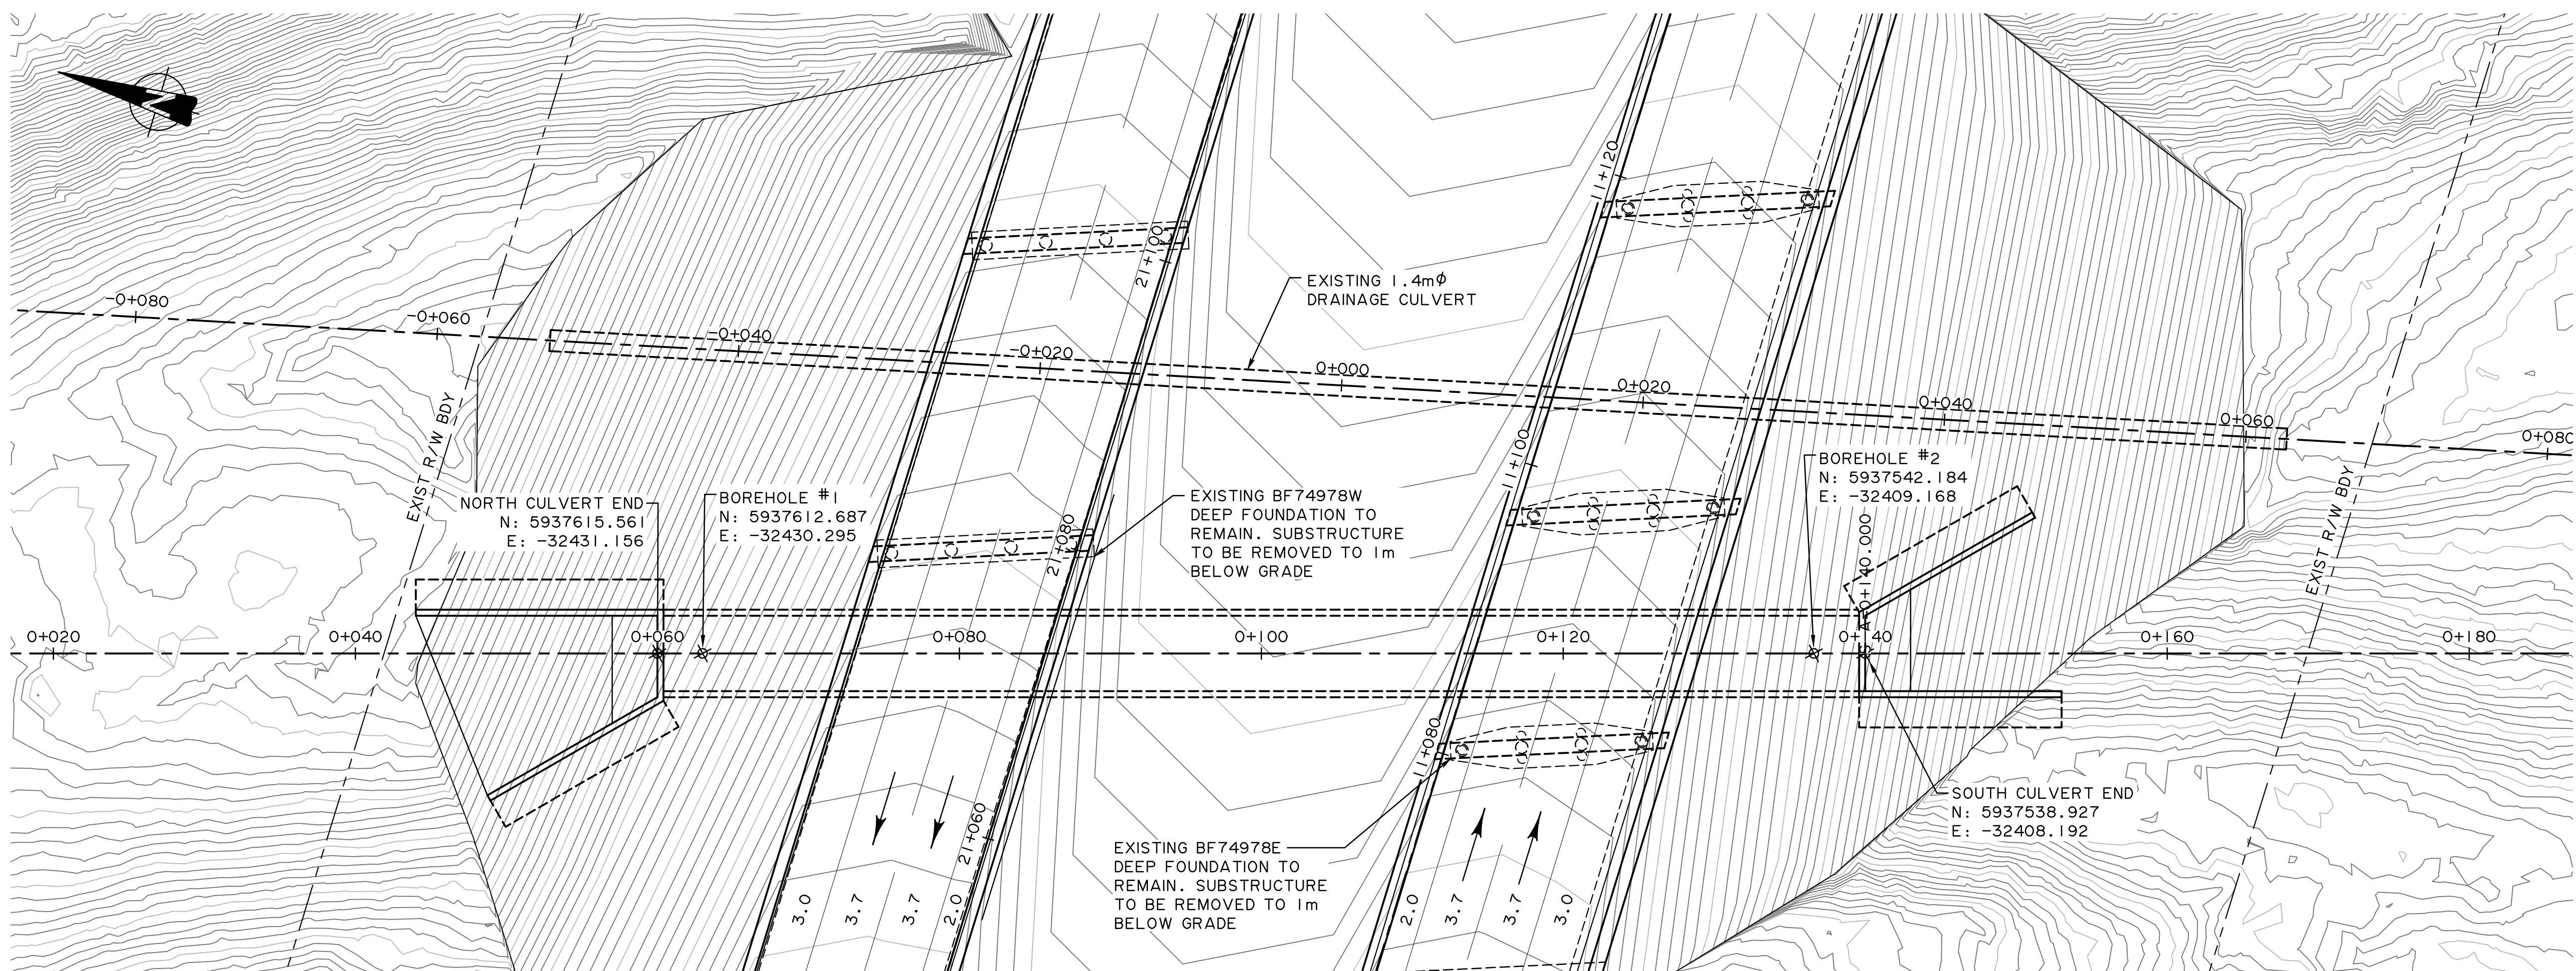 11+120
21+100
EXISTING 1.4mØ
DRAINAGE CULVERT
-0+080
-0+060
-0+040
-0+020
0+000
0+020
0+040
0+060
0+080
EXIST R/W BDY
NORTH CULVERT END
N: 5937615.561
E: -32431.156
BOREHOLE #1
N: 5937612.687
E: -32430.295
21+080
EXISTING BF74978W
DEEP FOUNDATION TO
REMAIN. SUBSTRUCTURE
TO BE REMOVED TO 1m
BELOW GRADE
11+100
BOREHOLE #2
N: 5937542.184
E: -32409.168
EXIST R/W BDY
0+020
0+040
0+060
0+080
0+100
0+120
0+140
0+160
0+180
11+080
21+060
EXISTING BF74978E
DEEP FOUNDATION TO
REMAIN. SUBSTRUCTURE
TO BE REMOVED TO 1m
BELOW GRADE
SOUTH CULVERT END
N: 5937538.927
E: -32408.192
3.0
3.7
3.7
2.0
2.0
3.7
3.7
3.0